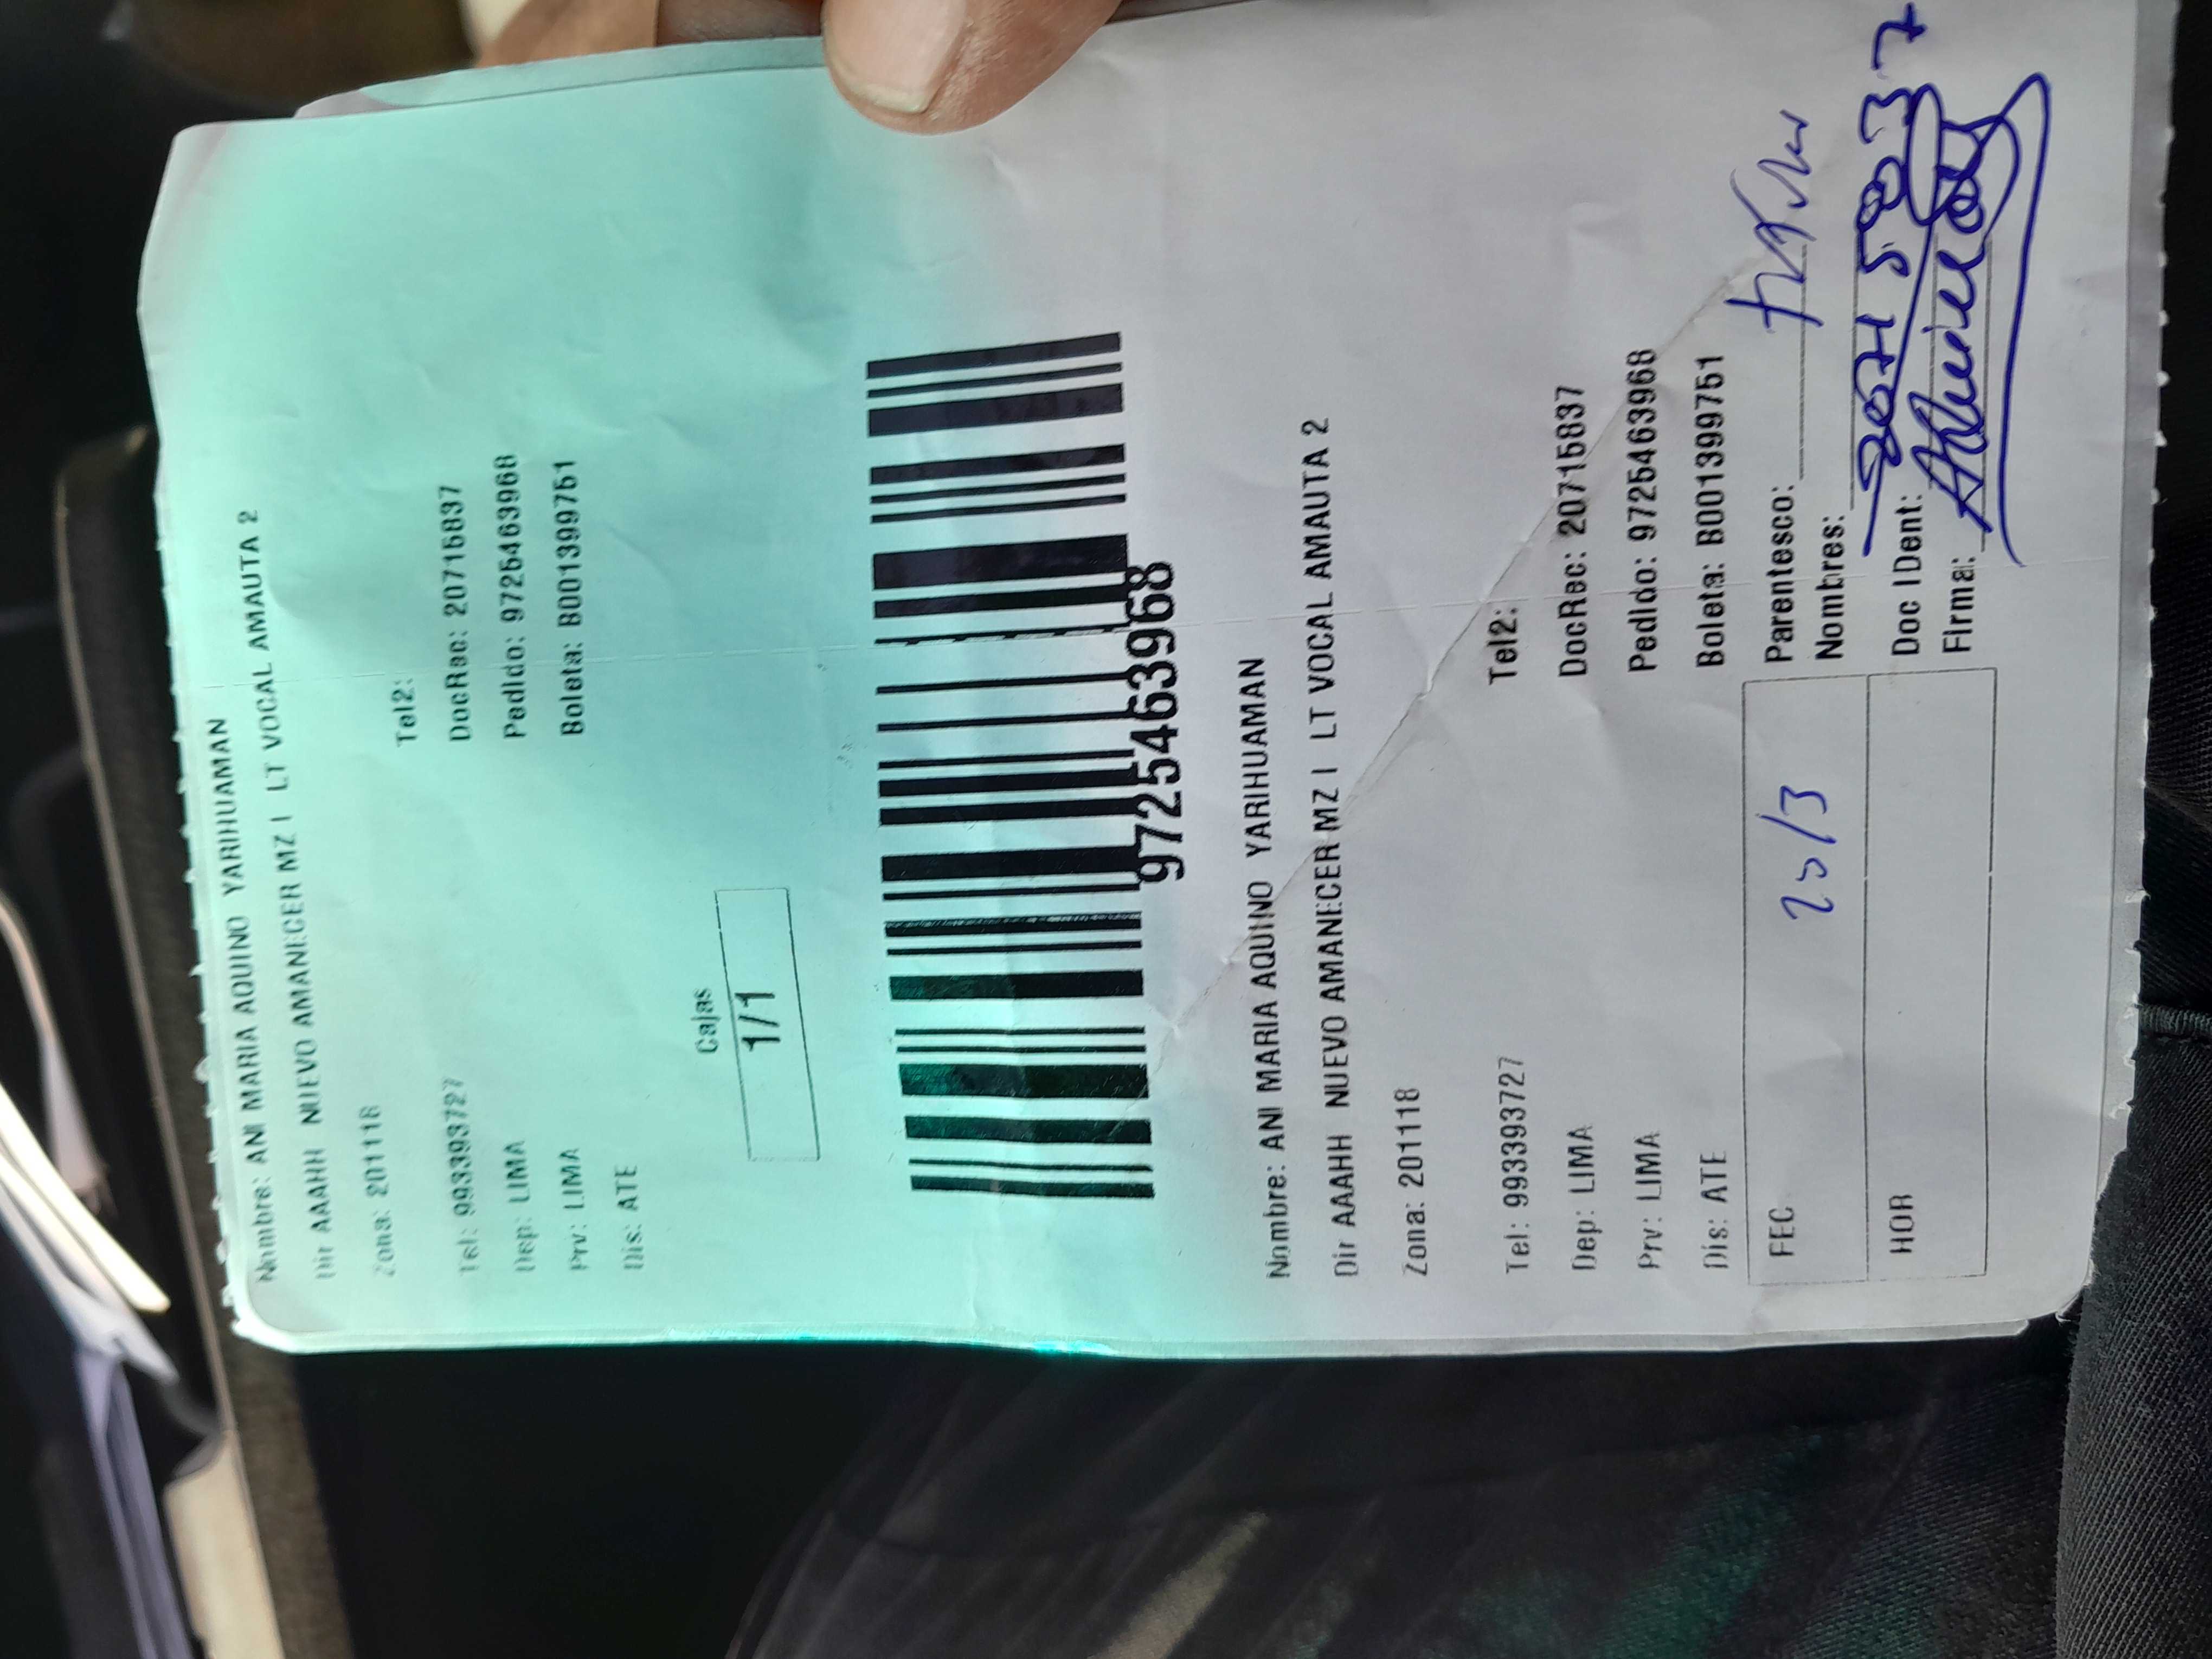 Nombre: ANI MARIA AQUINO YARIHUAMAN
Dir AAAHH NUEVO AMANECER MZ I LT VOCAL AMAUTA 2
Zona: 201118
Tel2:
Tel: 993393727
DocRec: 20715837
Dep: LIMA
Pedido: 9725463968
Prv: LIMA
Boleta: B001399751
Dis: ATE
Cajas
1/1
9725463968
Nombre: ANI MARIA AQUINO YARIHUAMAN
Dir AAAHH NUEVO AMANECER MZ I LT VOCAL AMAUTA 2
Zona: 201118
Tel: 993393727 Tel2:
Dep: LIMA DocRec: 20715837
Prv: LIMA Pedido: 9725463968
Dis: ATE Boleta: B001399751
FEC 25/3 Parentesco:
Nombres:
HOR Doc IDent:
Firma: